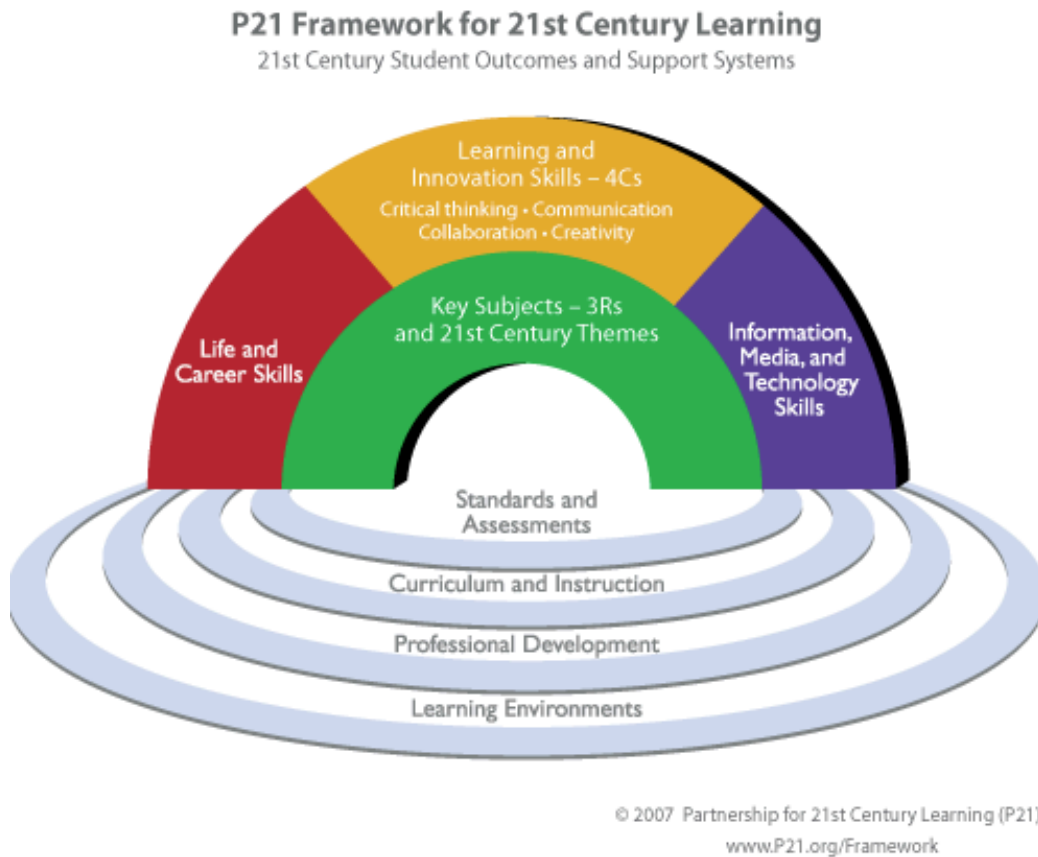 P21 Framework for 21st Century Learning
21st Century Student Outcomes and Support Systems
Learning and
Innovation Skills – 4Cs
Critical thinking • Communication
Collaboration • Creativity
Key Subjects – 3Rs
and 21st Century Themes
Life and
Career Skills
Information,
Media, and
Technology
Skills
Standards and
Assessments
Curriculum and Instruction
Professional Development
Learning Environments
© 2007 Partnership for 21st Century Learning (P21)
www.P21.org/Framework